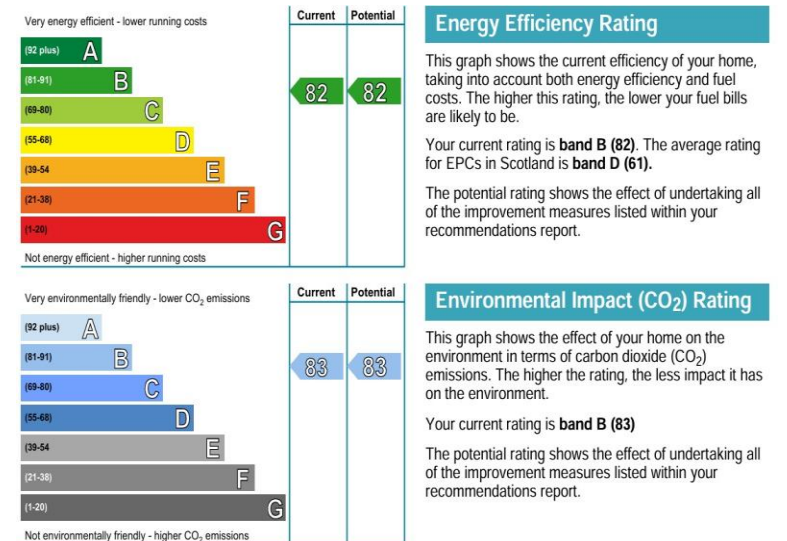 Very energy efficient - lower running costs
Current
Potential
(92 plus) A
(81-91) B
(69-80) C
(55-68) D
(39-54 E
(21-38) F
(1-20) G
82
82
Not energy efficient - higher running costs
Energy Efficiency Rating
This graph shows the current efficiency of your home,
taking into account both energy efficiency and fuel
costs. The higher this rating, the lower your fuel bills
are likely to be.
Your current rating is band B (82). The average rating
for EPCs in Scotland is band D (61).
The potential rating shows the effect of undertaking all
of the improvement measures listed within your
recommendations report.
Very environmentally friendly - lower CO2 emissions
Current
Potential
(92 plus) A
(81-91) B
(69-80) C
(55-68) D
(39-54 E
(21-38) F
(1-20) G
83
83
Not environmentally friendly - higher CO2 emissions
Environmental Impact (CO2) Rating
This graph shows the effect of your home on the
environment in terms of carbon dioxide (CO2)
emissions. The higher the rating, the less impact it has
on the environment.
Your current rating is band B (83)
The potential rating shows the effect of undertaking all
of the improvement measures listed within your
recommendations report.